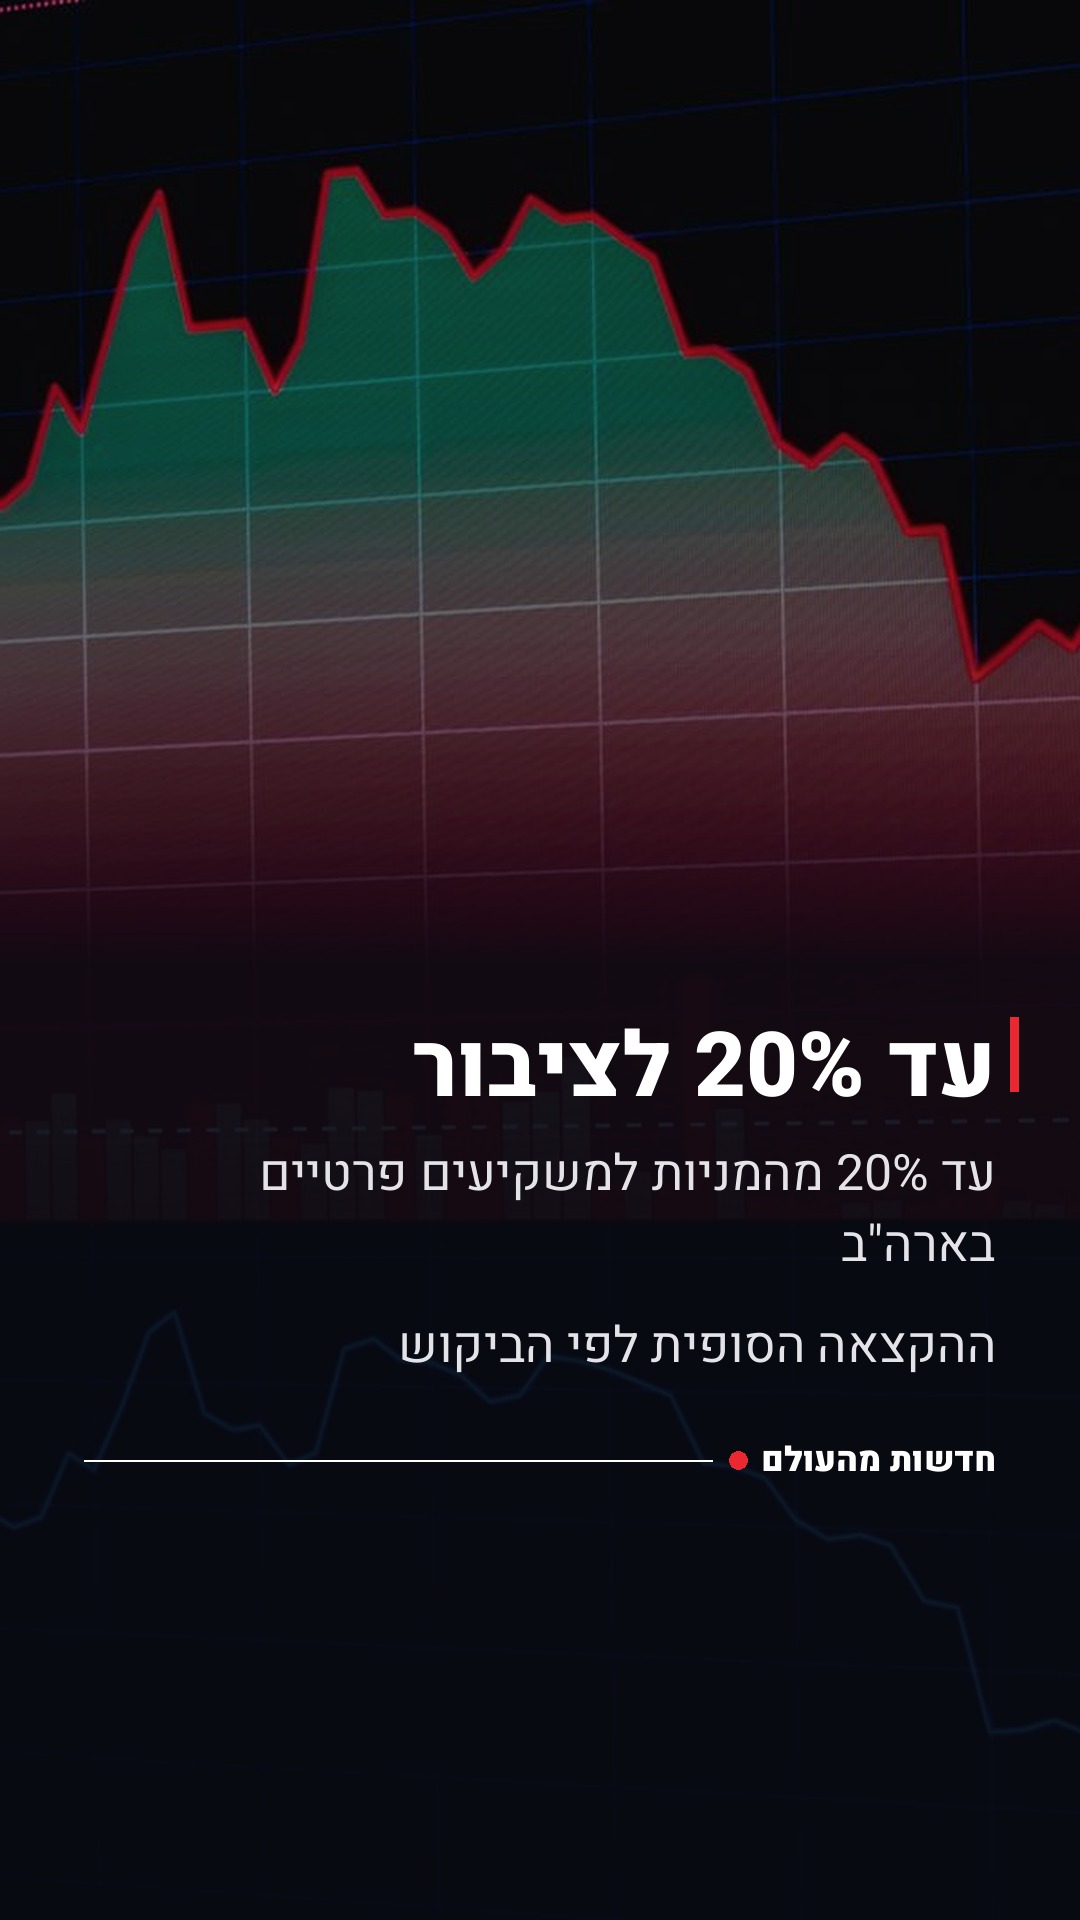 עד 20% לציבור
עד 20% מהמניות למשקיעים פרטיים
בארה"ב
ההקצאה הסופית לפי הביקוש
חדשות מהעולם